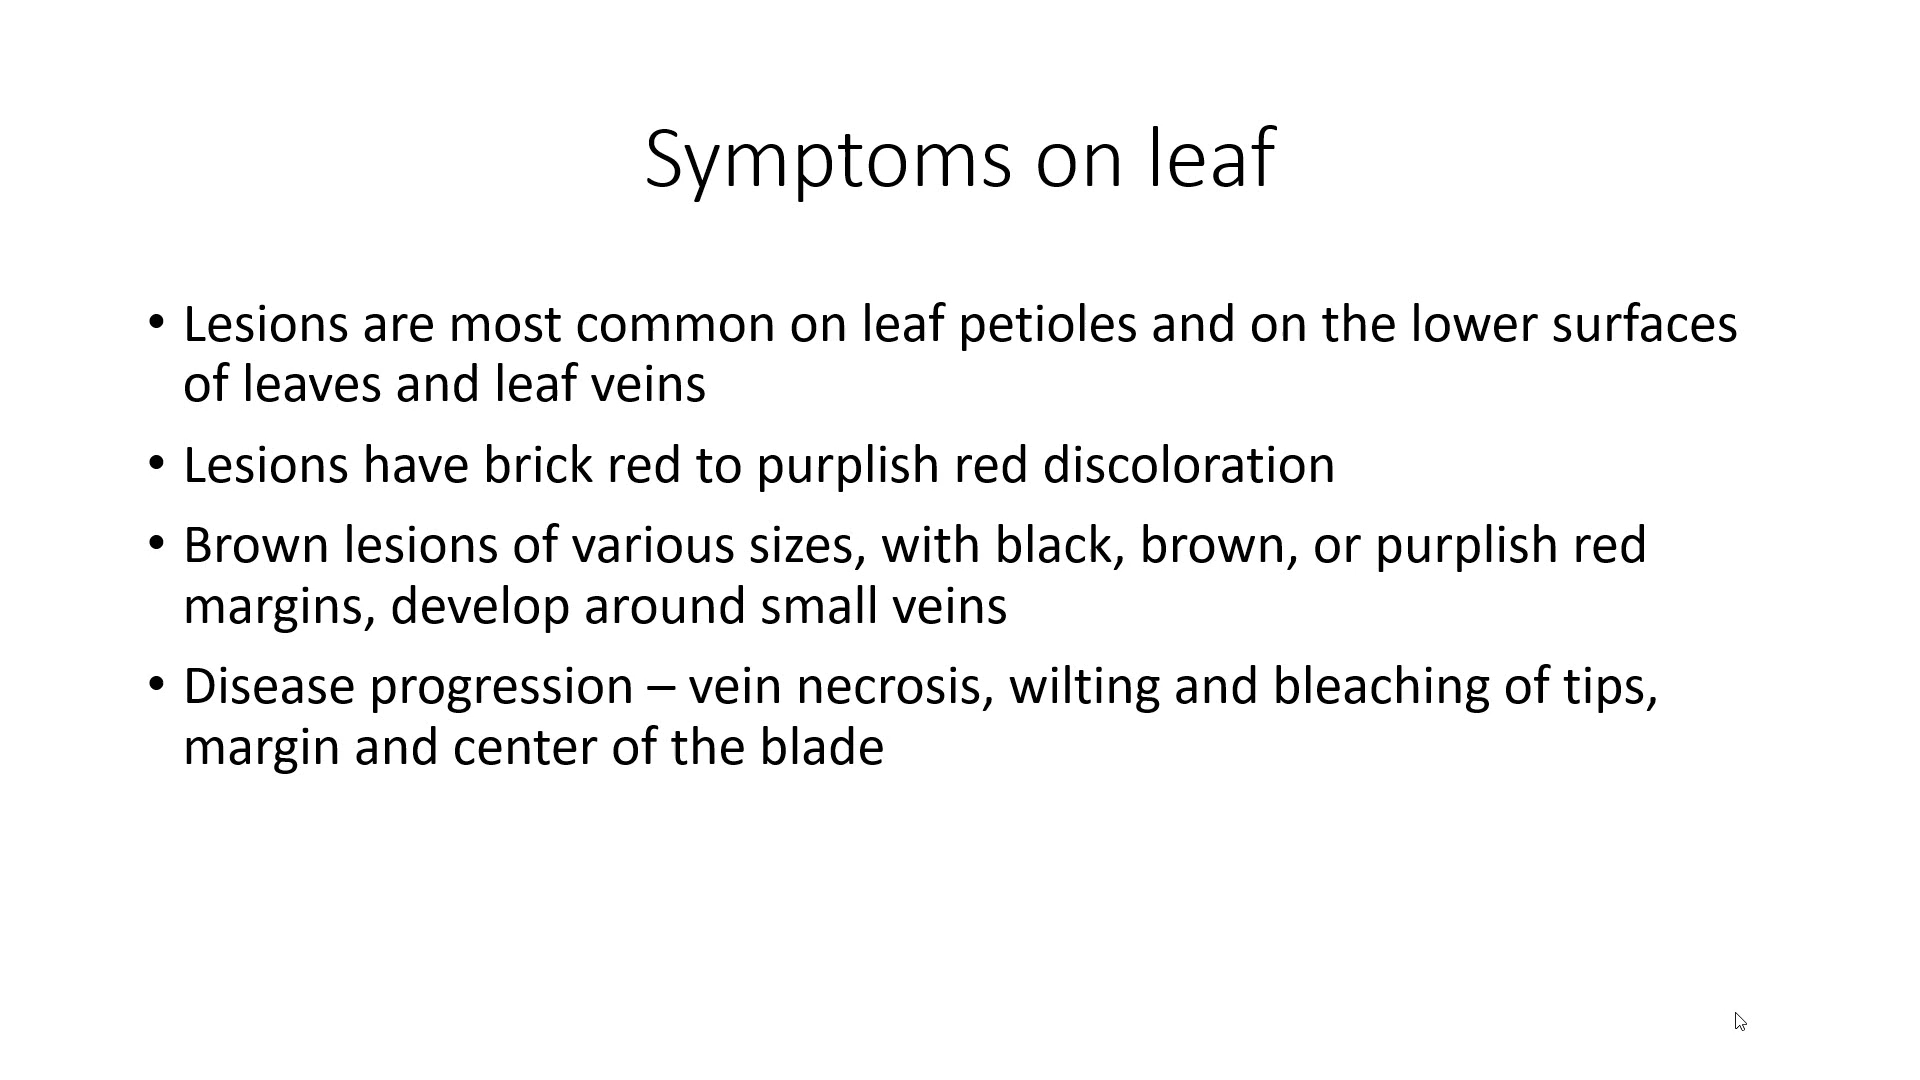 Symptoms on leaf
• Lesions are most common on leaf petioles and on the lower surfaces
of leaves and leaf veins
• Lesions have brick red to purplish red discoloration
• Brown lesions of various sizes, with black, brown, or purplish red
margins, develop around small veins
• Disease progression – vein necrosis, wilting and bleaching of tips,
margin and center of the blade